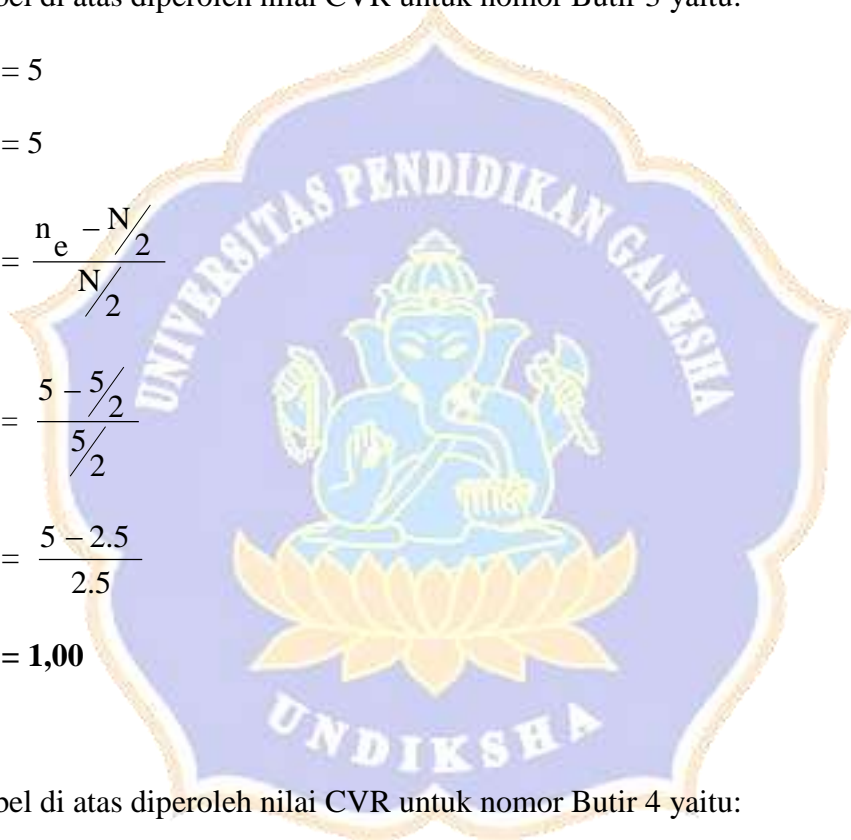 bel di atas diperoleh nilai CVR untuk nomor Butir 3 yaitu:
= 5
= 5
= (n_e − N/2) / (N/2)
= (5 − 5/2) / (5/2)
= (5 − 2.5) / 2.5
= 1,00
bel di atas diperoleh nilai CVR untuk nomor Butir 4 yaitu:
UNIVERSITAS PENDIDIKAN GANESHA
UNDIKSHA